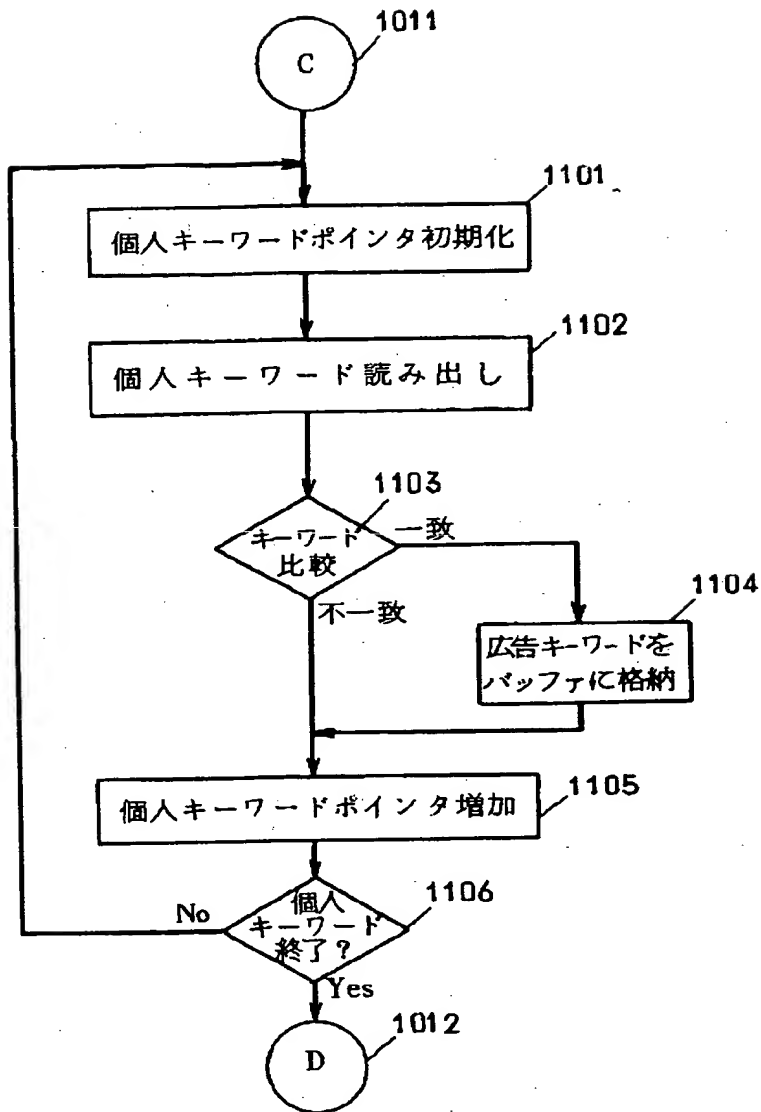 1011
C
1101
個人キーワードポインタ初期化
1102
個人キーワード読み出し
1103
キーワード
比較
一致
不一致
1104
広告キーワードを
バッファに格納
1105
個人キーワードポインタ増加
1106
個人
キーワード
終了?
No
Yes
1012
D